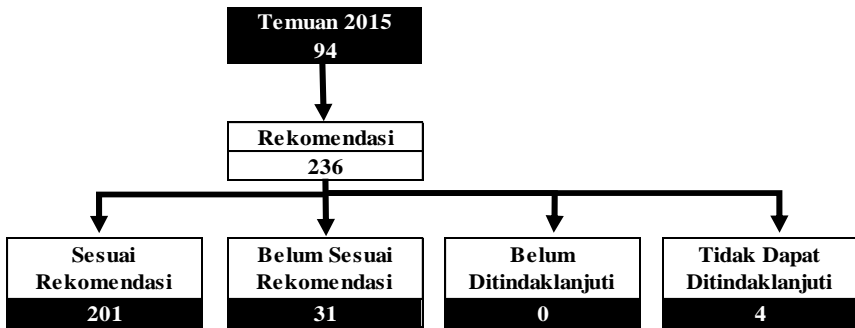 Temuan 2015
94
Rekomendasi
236
Sesuai
Rekomendasi
201
Belum Sesuai
Rekomendasi
31
Belum
Ditindaklanjuti
0
Tidak Dapat
Ditindaklanjuti
4